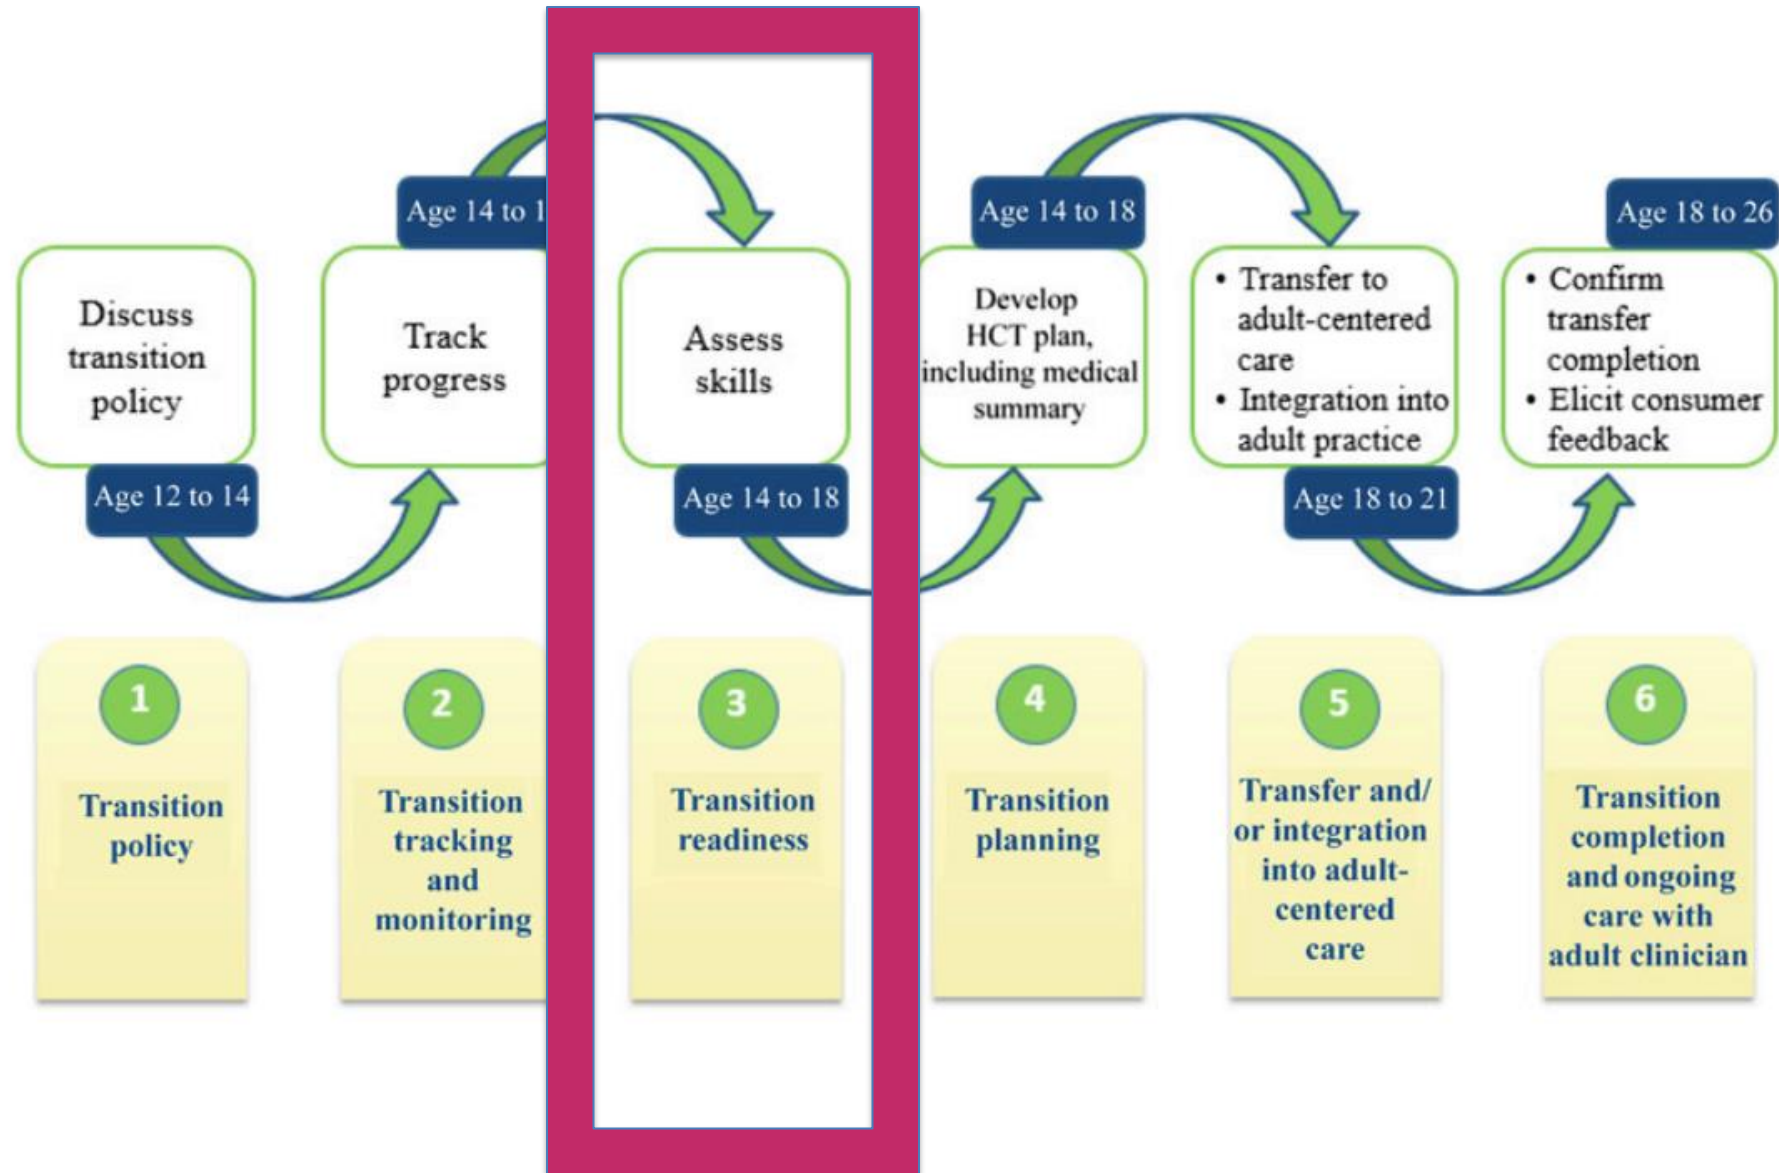 Discuss
transition
policy
Age 12 to 14
Age 14 to 1
Track
progress
Assess
skills
Age 14 to 18
Age 14 to 18
Develop
HCT plan,
including medical
summary
• Transfer to
adult-centered
care
• Integration into
adult practice
Age 18 to 21
Age 18 to 26
• Confirm
transfer
completion
• Elicit consumer
feedback
1
Transition
policy
2
Transition
tracking
and
monitoring
3
Transition
readiness
4
Transition
planning
5
Transfer and/
or integration
into adult-
centered
care
6
Transition
completion
and ongoing
care with
adult clinician